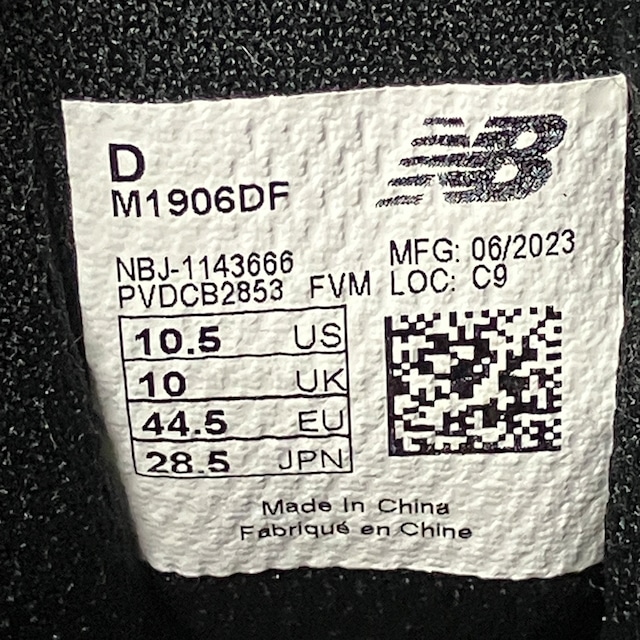 D
NB
M1906DF
MFG: 06/2023
LOC: C9
NBJ-1143666
PVDCB2853 FVM
10.5 US
10 UK
44.5 EU
28.5 JPN
Made In China
Fabriqué en Chine